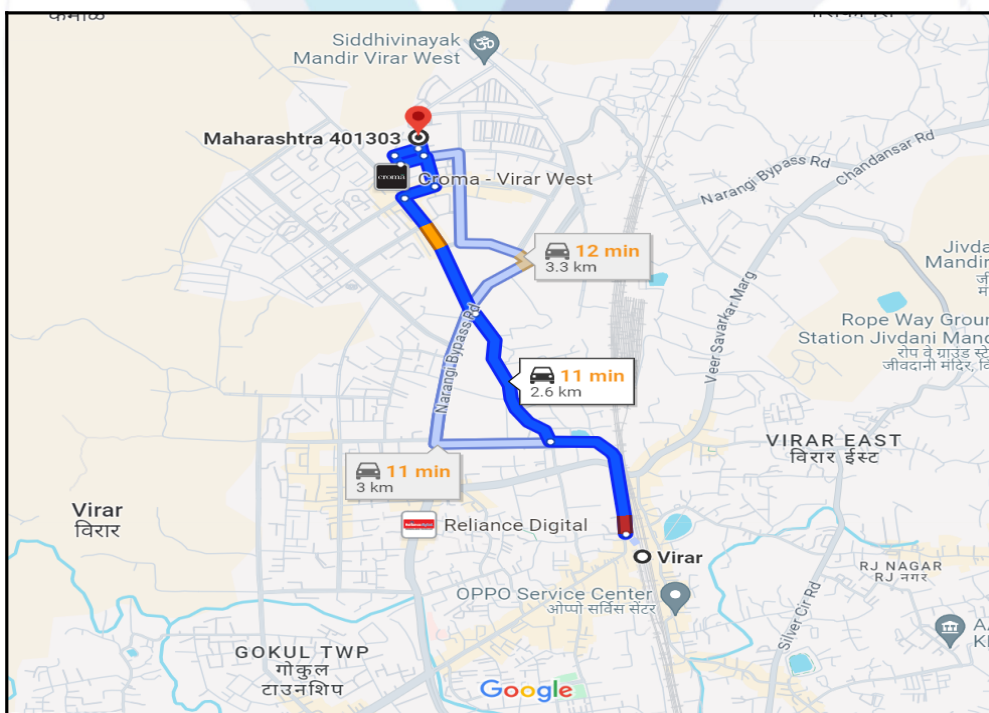 Siddhivinayak
Mandir Virar West
Maharashtra 401303
croma
Croma - Virar West
Narangi Bypass Rd
Chandansar Rd
12 min
3.3 km
Jivda
Mandir
Rope Way Grour
Station Jivdani Mand
रोप वे ग्राउंड स्टे
जीवदानी मंदिर, वि
Veer Savarkar Marg
Narangi Bypass Rd
11 min
2.6 km
VIRAR EAST
विरार ईस्ट
11 min
3 km
Virar
विरार
Reliance Digital
Virar
RJ NAGAR
RJ नगर
OPPO Service Center
ओप्पो सर्विस सेंटर
Silver Cir Rd
GOKUL TWP
गोकुल
टाउनशिप
Google